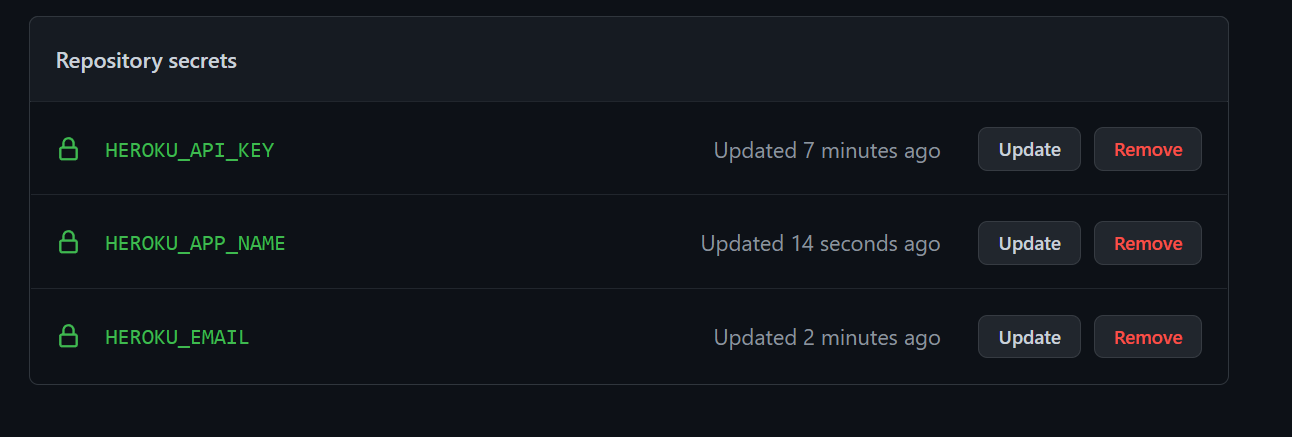 Repository secrets
HEROKU_API_KEY Updated 7 minutes ago Update Remove
HEROKU_APP_NAME Updated 14 seconds ago Update Remove
HEROKU_EMAIL Updated 2 minutes ago Update Remove